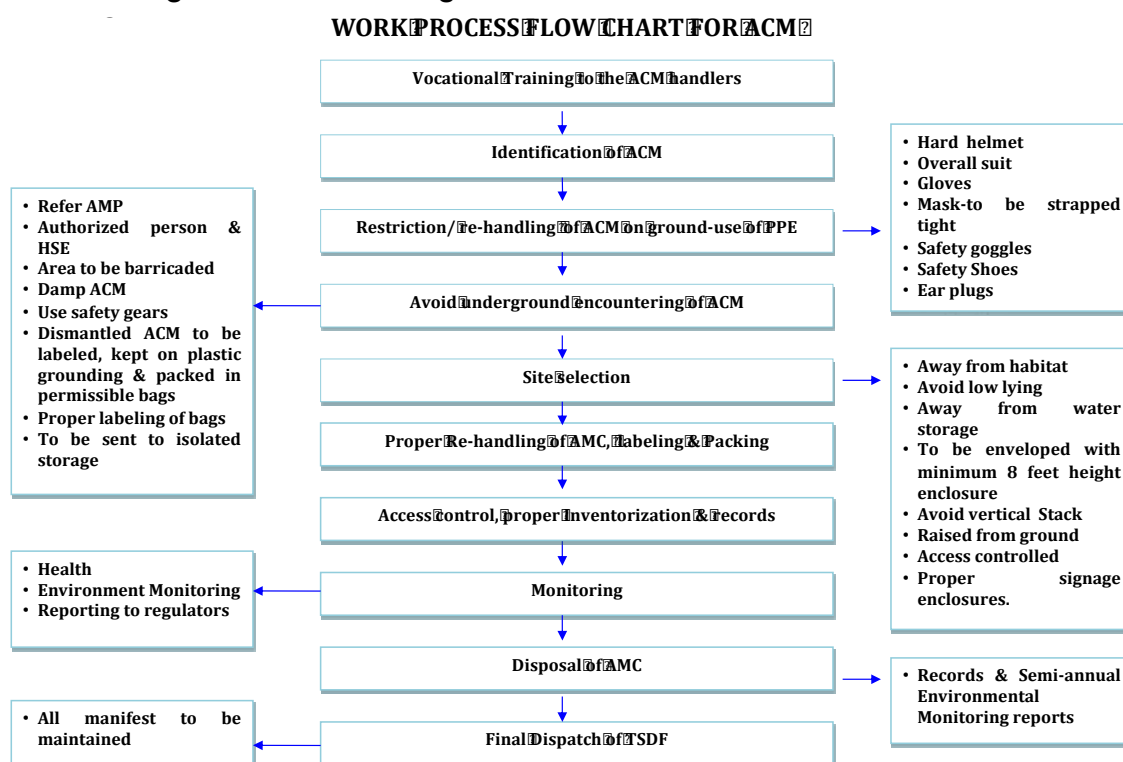 WORK PROCESS FLOW CHART FOR ACM
Vocational Training to the ACM handlers
Identification of ACM
Restriction/ re-handling of ACM on ground-use of PPE
Avoid underground encountering of ACM
Site selection
Proper Re-handling of AMC, labeling & Packing
Access control, proper Inventorization & records
Monitoring
Disposal of AMC
Final Dispatch of TSDF
• Refer AMP
• Authorized person &
HSE
• Area to be barricaded
• Damp ACM
• Use safety gears
• Dismantled ACM to be
labeled, kept on plastic
grounding & packed in
permissible bags
• Proper labeling of bags
• To be sent to isolated
storage
• Health
• Environment Monitoring
• Reporting to regulators
• All manifest to be
maintained
• Hard helmet
• Overall suit
• Gloves
• Mask-to be strapped
tight
• Safety goggles
• Safety Shoes
• Ear plugs
• Away from habitat
• Avoid low lying
• Away from water
storage
• To be enveloped with
minimum 8 feet height
enclosure
• Avoid vertical Stack
• Raised from ground
• Access controlled
• Proper signage
enclosures.
• Records & Semi-annual
Environmental
Monitoring reports